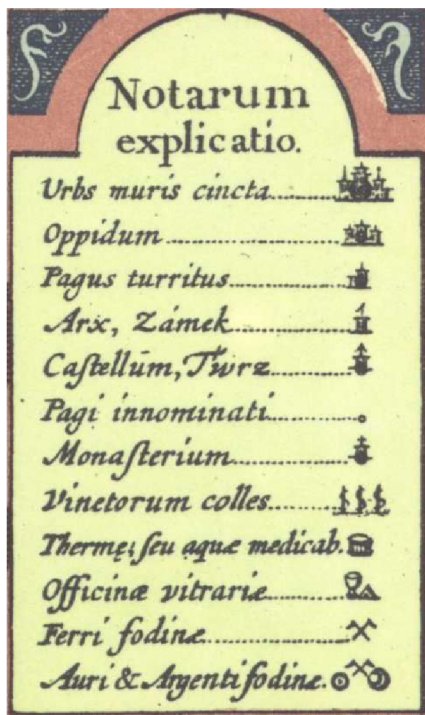 Notarum
explicatio.
Urbs muris cincta
Oppidum
Pagus turritus
Arx, Zámek
Caſtellum, Twrz
Pagi innominati
Monaſterium
Vinetorum colles
Thermę; ſeu aquæ medicab.
Officinæ vitrariæ
Ferri fodinæ
Auri & Argenti fodinæ.